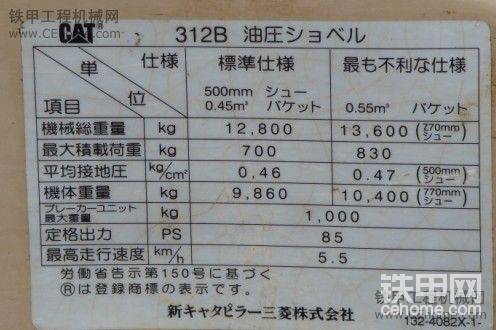 铁甲工程机械网
www.CEHOME.com
CAT ® 312B 油圧ショベル
仕様 標準仕様 最も不利な仕様
単位
項目 500mm シュー 0.45m³ バケット 0.55m³ バケット
機械総重量 kg 12,800 13,600 (770mm シュー)
最大積載荷重 kg 700 830
平均接地圧 kg/cm² 0.46 0.47 (500mm シュー)
機体重量 kg 9,860 10,400 (770mm シュー)
ブレーカーユニット最大重量 kg 1,000
定格出力 PS 85
最高走行速度 km/h 5.5
労働省告示第150号に基づく
Ⓡは登録商標の表示です。
新キャタピラー三菱株式会社
132-4082X-1-
铁甲网